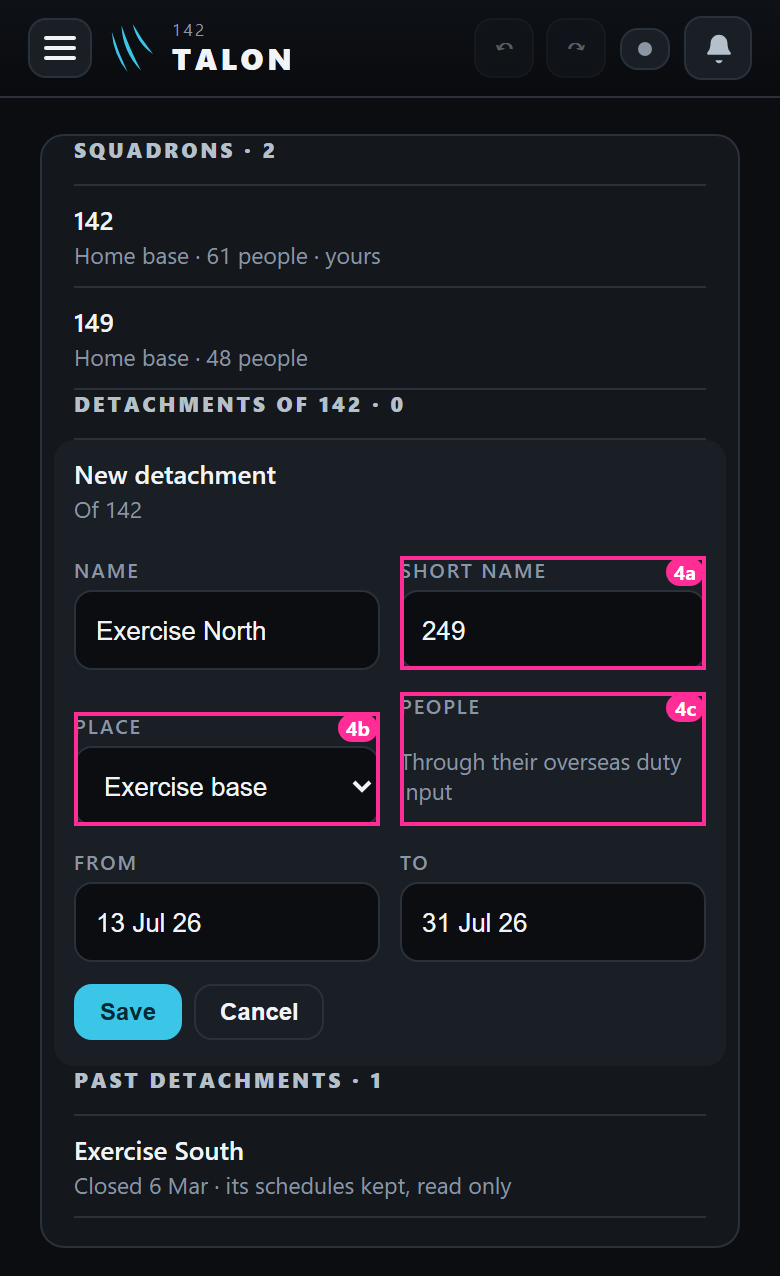 142
TALON
SQUADRONS · 2
142
Home base · 61 people · yours
149
Home base · 48 people
DETACHMENTS OF 142 · 0
New detachment
Of 142
NAME
SHORT NAME
4a
Exercise North
249
PLACE
4b
PEOPLE
4c
Exercise base
Through their overseas duty
input
FROM
TO
13 Jul 26
31 Jul 26
Save
Cancel
PAST DETACHMENTS · 1
Exercise South
Closed 6 Mar · its schedules kept, read only